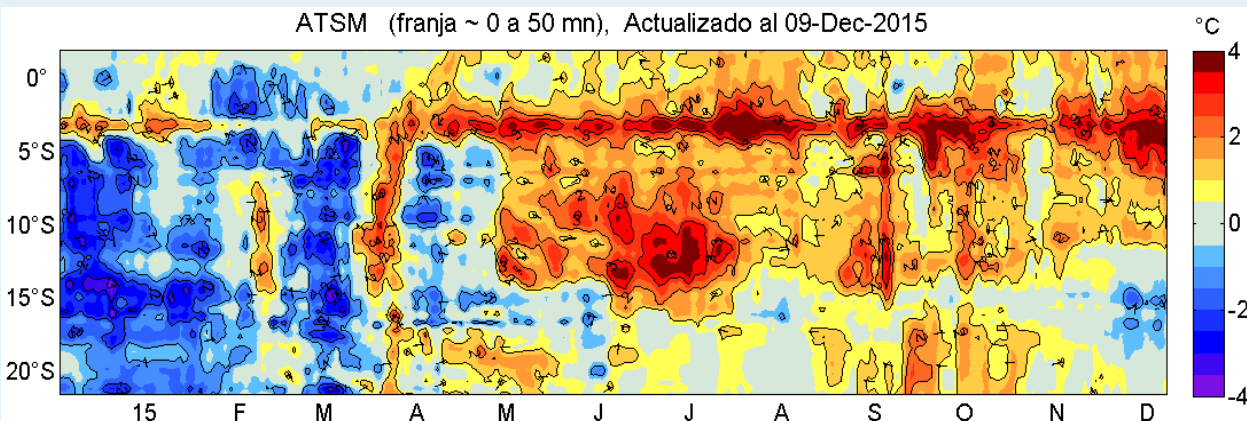 ATSM (franja ~ 0 a 50 mn), Actualizado al 09-Dec-2015
°C
0°
5°S
10°S
15°S
20°S
4
2
0
-2
-4
15 F M A M J J A S O N D